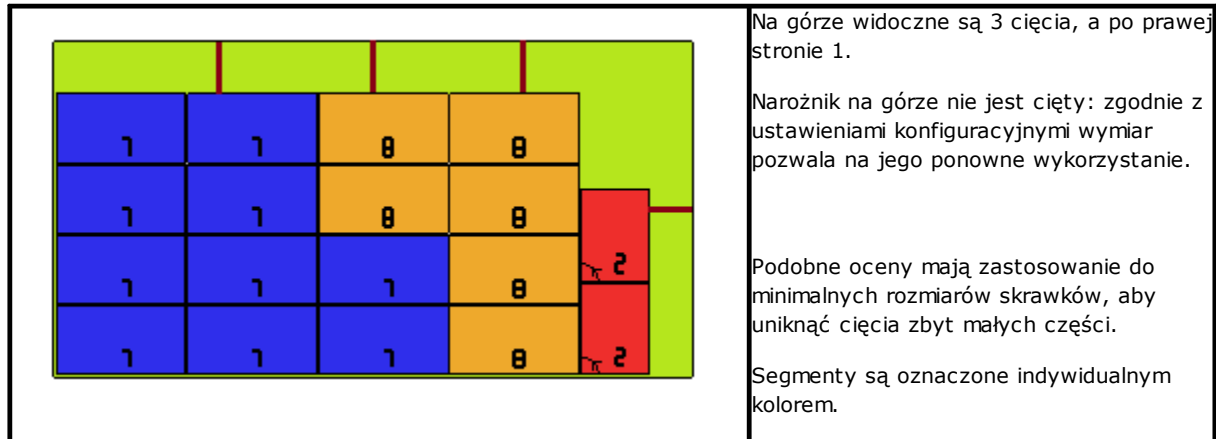 Na górze widoczne są 3 cięcia, a po prawej
stronie 1.
Narożnik na górze nie jest cięty: zgodnie z
ustawieniami konfiguracyjnymi wymiar
pozwala na jego ponowne wykorzystanie.
Podobne oceny mają zastosowanie do
minimalnych rozmiarów skrawków, aby
uniknąć cięcia zbyt małych części.
Segmenty są oznaczone indywidualnym
kolorem.